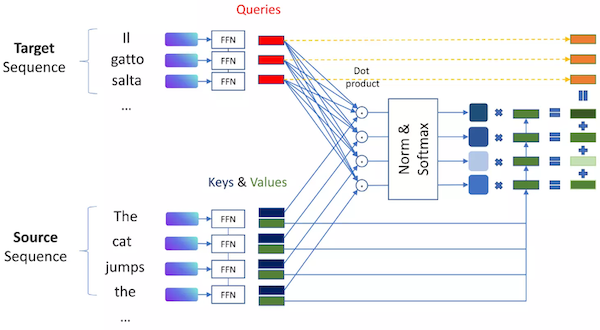 Queries
Target
Sequence
Il
FFN
gatto
FFN
salta
FFN
...
Dot
product
Norm &
Softmax
Keys & Values
Source
Sequence
The
FFN
cat
FFN
jumps
FFN
the
FFN
...